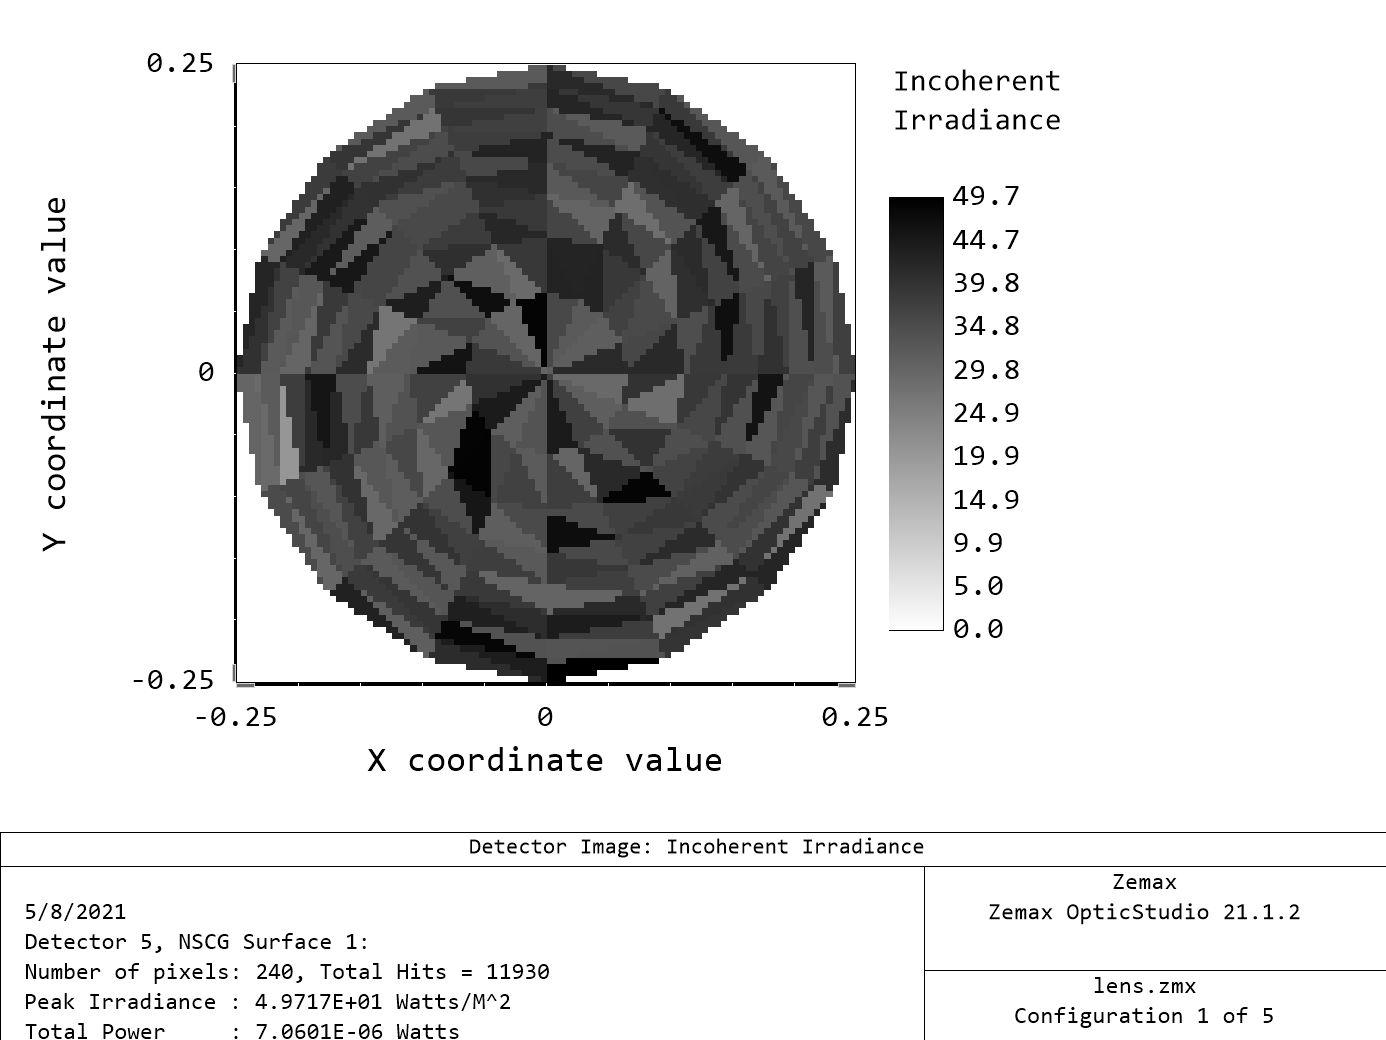 0.25
0
-0.25
Y coordinate value
-0.25 0 0.25
X coordinate value
Incoherent
Irradiance
49.7
44.7
39.8
34.8
29.8
24.9
19.9
14.9
9.9
5.0
0.0
Detector Image: Incoherent Irradiance
5/8/2021
Detector 5, NSCG Surface 1:
Number of pixels: 240, Total Hits = 11930
Peak Irradiance : 4.9717E+01 Watts/M^2
Total Power : 7.0601E-06 Watts
Zemax
Zemax OpticStudio 21.1.2
lens.zmx
Configuration 1 of 5